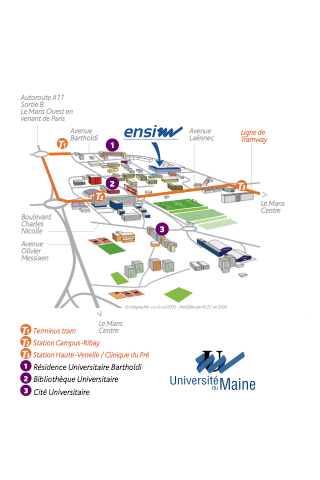 Autoroute A11
Sortie 8
Le Mans Ouest en
venant de Paris
Avenue
Bartholdi
ensim
Avenue
Laënnec
Ligne de
Tramway
T1
1
2
T2
T3
3
Le Mans
Centre
Boulevard
Charles
Nicolle
Avenue
Olivier
Messiaen
Le Mans
Centre
T1 Terminus tram
T2 Station Campus-Ribay
T3 Station Haute-Venelle / Clinique du Pré
1 Résidence Universitaire Bartholdi
2 Bibliothèque Universitaire
3 Cité Universitaire
Université
du Maine